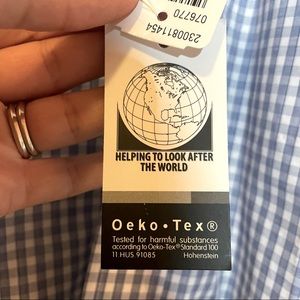 2300811454
076770
HELPING TO LOOK AFTER
THE WORLD
Oeko•Tex®
Tested for harmful substances
according to Oeko-Tex® Standard 100
11 HUS 91085 Hohenstein